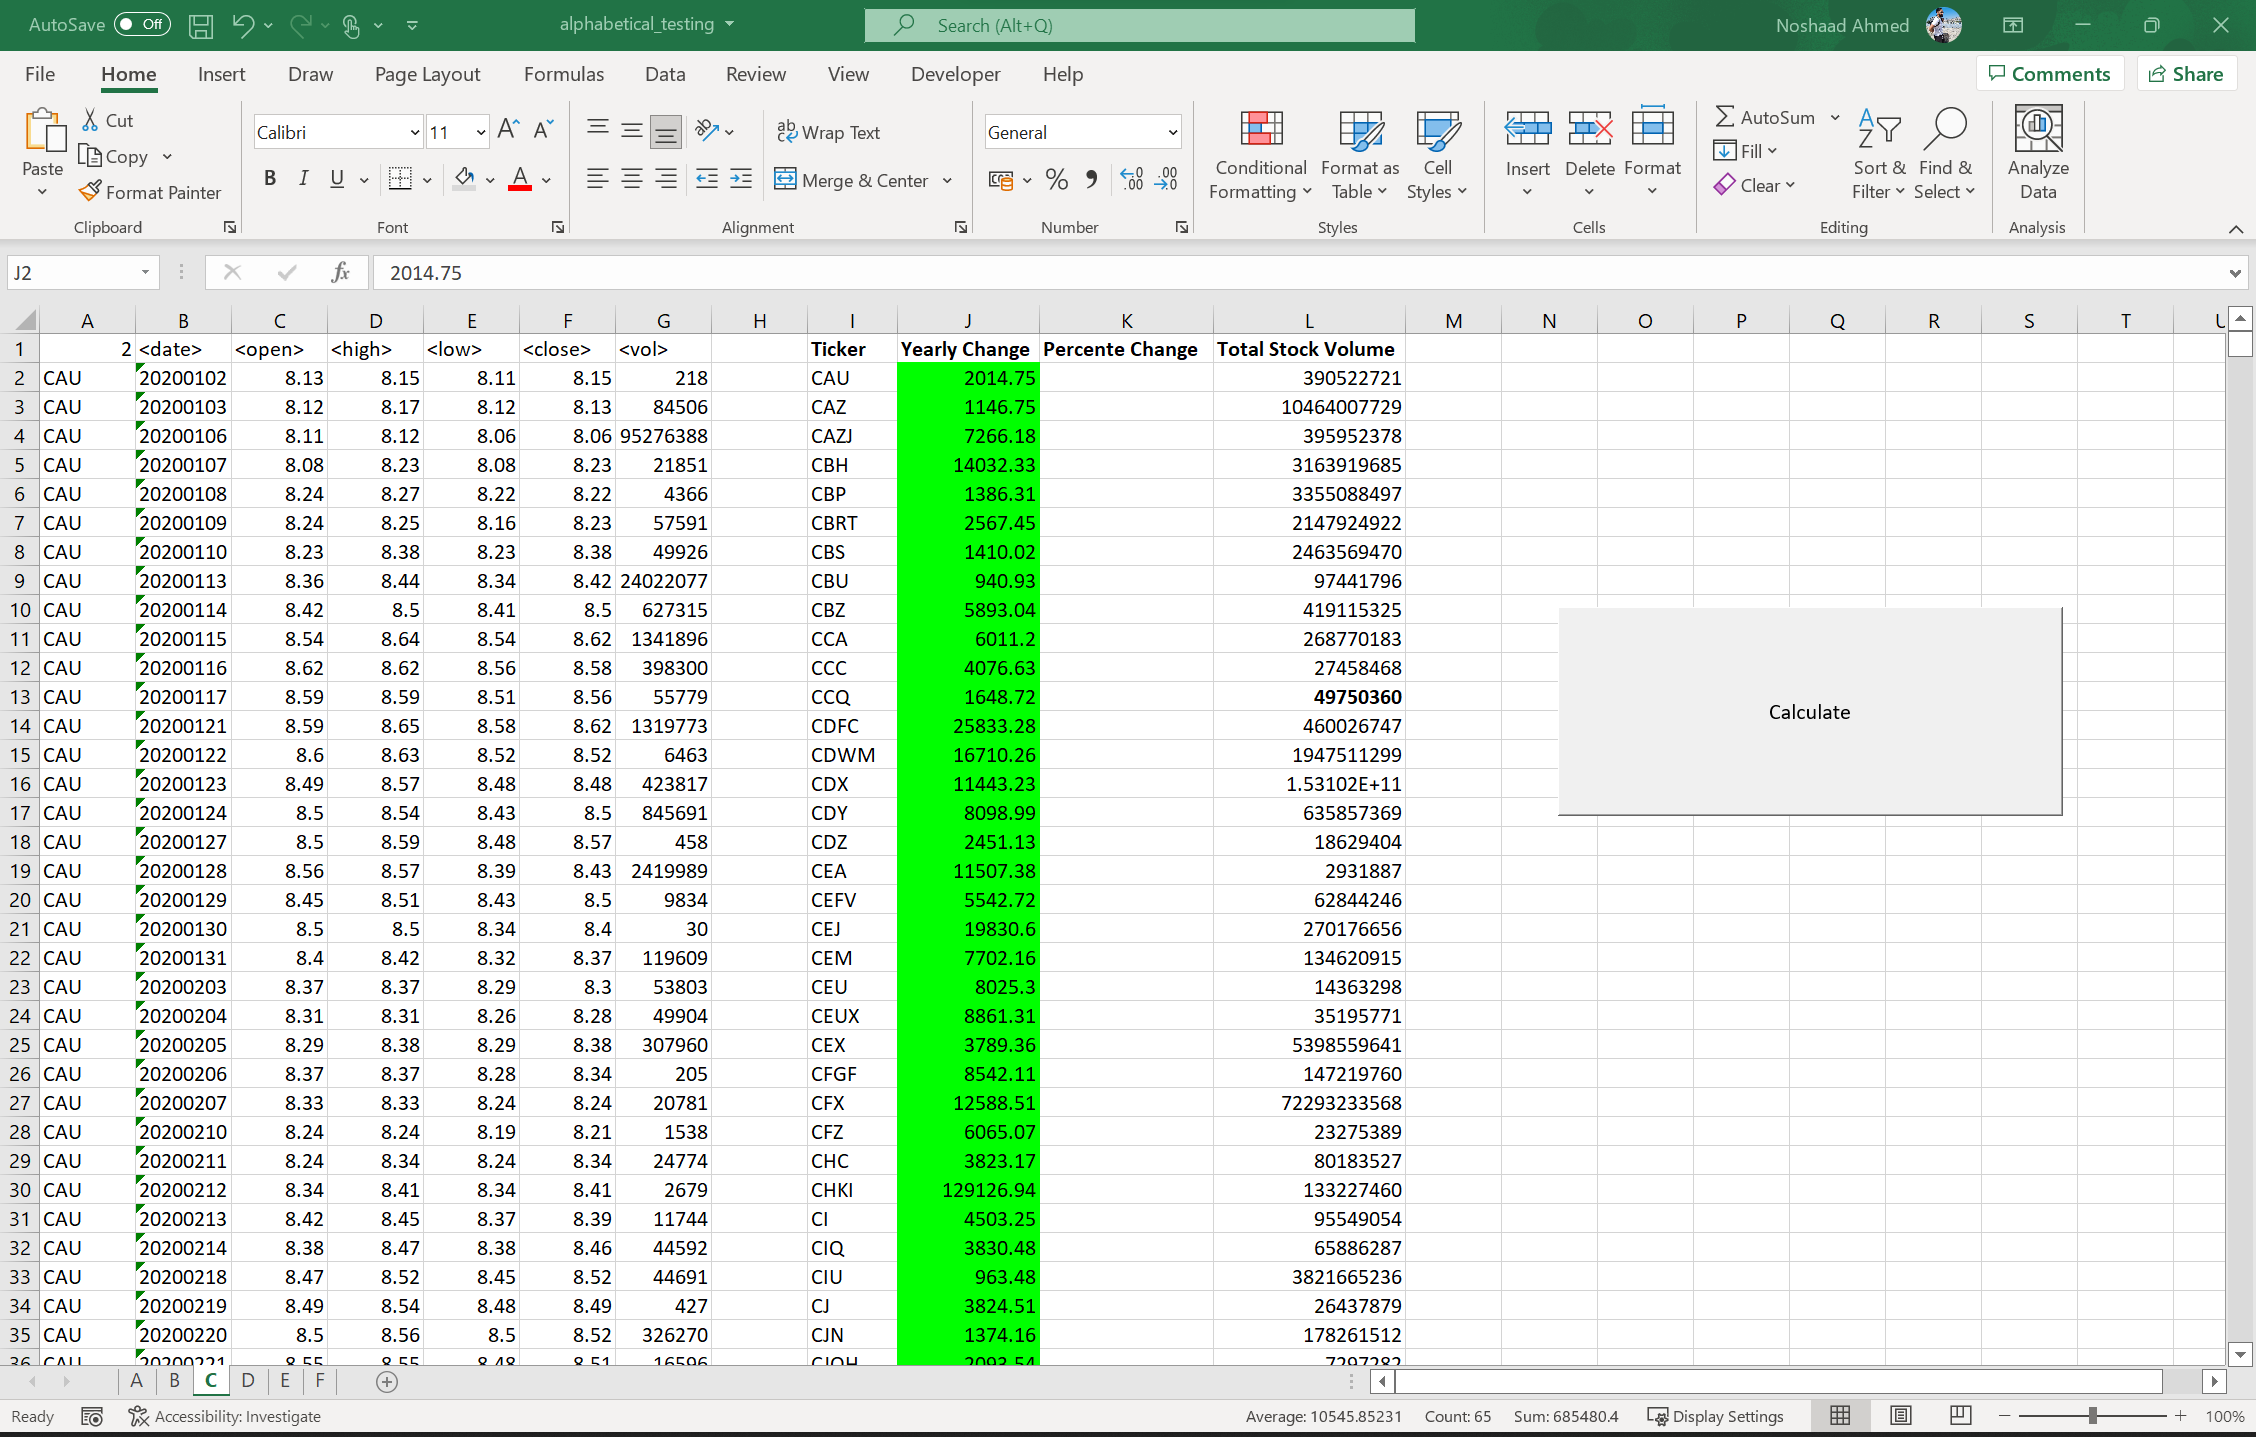 AutoSave Off alphabetical_testing Search (Alt+Q) Noshaad Ahmed
File Home Insert Draw Page Layout Formulas Data Review View Developer Help Comments Share
Paste Cut Copy Format Painter
Clipboard
Calibri 11
B I U A
Font
Wrap Text
Merge & Center
Alignment
General
Number
Conditional Formatting Format as Table Cell Styles
Styles
Insert Delete Format
Cells
AutoSum Fill Clear Sort & Filter Find & Select
Editing
Analyze Data
Analysis
J2 fx 2014.75
A B C D E F G H I J K L M N O P Q R S T
1 2 <date> <open> <high> <low> <close> <vol> Ticker Yearly Change Percente Change Total Stock Volume
2 CAU 20200102 8.13 8.15 8.11 8.15 218 CAU 2014.75 390522721
3 CAU 20200103 8.12 8.17 8.12 8.13 84506 CAZ 1146.75 10464007729
4 CAU 20200106 8.11 8.12 8.06 8.06 95276388 CAZJ 7266.18 395952378
5 CAU 20200107 8.08 8.23 8.08 8.23 21851 CBH 14032.33 3163919685
6 CAU 20200108 8.24 8.27 8.22 8.22 4366 CBP 1386.31 3355088497
7 CAU 20200109 8.24 8.25 8.16 8.23 57591 CBRT 2567.45 2147924922
8 CAU 20200110 8.23 8.38 8.23 8.38 49926 CBS 1410.02 2463569470
9 CAU 20200113 8.36 8.44 8.34 8.42 24022077 CBU 940.93 97441796
10 CAU 20200114 8.42 8.5 8.41 8.5 627315 CBZ 5893.04 419115325
11 CAU 20200115 8.54 8.64 8.54 8.62 1341896 CCA 6011.2 268770183
12 CAU 20200116 8.62 8.62 8.56 8.58 398300 CCC 4076.63 27458468
13 CAU 20200117 8.59 8.59 8.51 8.56 55779 CCQ 1648.72 49750360
Calculate
14 CAU 20200121 8.59 8.65 8.58 8.62 1319773 CDFC 25833.28 460026747
15 CAU 20200122 8.6 8.63 8.52 8.52 6463 CDWM 16710.26 1947511299
16 CAU 20200123 8.49 8.57 8.48 8.48 423817 CDX 11443.23 1.53102E+11
17 CAU 20200124 8.5 8.54 8.43 8.5 845691 CDY 8098.99 635857369
18 CAU 20200127 8.5 8.59 8.48 8.57 458 CDZ 2451.13 18629404
19 CAU 20200128 8.56 8.57 8.39 8.43 2419989 CEA 11507.38 2931887
20 CAU 20200129 8.45 8.51 8.43 8.5 9834 CEFV 5542.72 62844246
21 CAU 20200130 8.5 8.5 8.34 8.4 30 CEJ 19830.6 270176656
22 CAU 20200131 8.4 8.42 8.32 8.37 119609 CEM 7702.16 134620915
23 CAU 20200203 8.37 8.37 8.29 8.3 53803 CEU 8025.3 14363298
24 CAU 20200204 8.31 8.31 8.26 8.28 49904 CEUX 8861.31 35195771
25 CAU 20200205 8.29 8.38 8.29 8.38 307960 CEX 3789.36 5398559641
26 CAU 20200206 8.37 8.37 8.28 8.34 205 CFGF 8542.11 147219760
27 CAU 20200207 8.33 8.33 8.24 8.24 20781 CFX 12588.51 72293233568
28 CAU 20200210 8.24 8.24 8.19 8.21 1538 CFZ 6065.07 23275389
29 CAU 20200211 8.24 8.34 8.24 8.34 24774 CHC 3823.17 80183527
30 CAU 20200212 8.34 8.41 8.34 8.41 2679 CHKI 129126.94 133227460
31 CAU 20200213 8.42 8.45 8.37 8.39 11744 CI 4503.25 95549054
32 CAU 20200214 8.38 8.47 8.38 8.46 44592 CIQ 3830.48 65886287
33 CAU 20200218 8.47 8.52 8.45 8.52 44691 CIU 963.48 3821665236
34 CAU 20200219 8.49 8.54 8.48 8.49 427 CJ 3824.51 26437879
35 CAU 20200220 8.5 8.56 8.5 8.52 326270 CJN 1374.16 178261512
36 CAU 20200221 8.55 8.55 8.48 8.51 16596 2093.54 7297282
A B C D E F
Ready Accessibility: Investigate Average: 10545.85231 Count: 65 Sum: 685480.4 Display Settings 100%